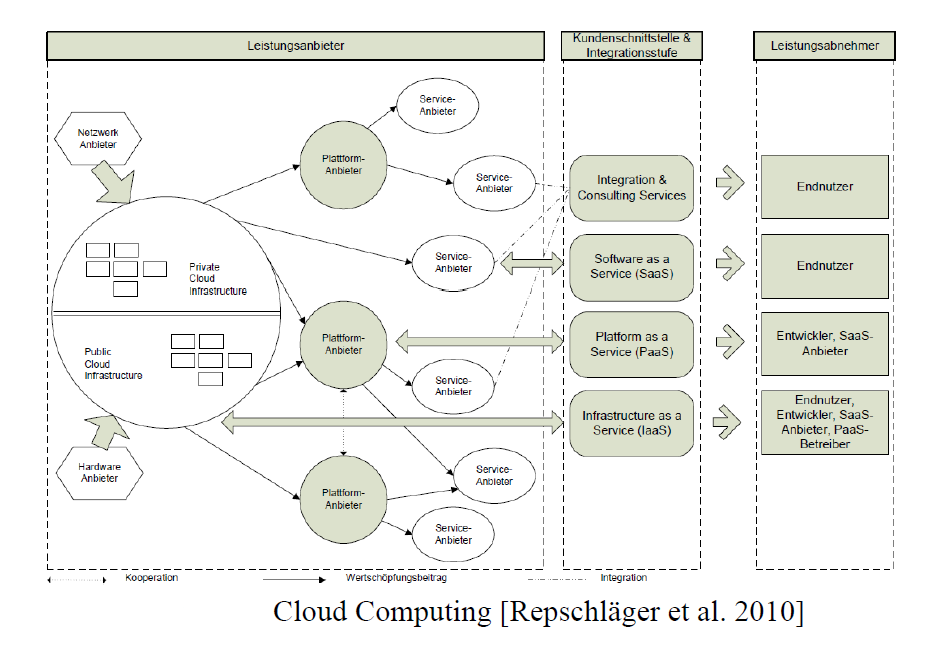 Leistungsanbieter
Kundenschnittstelle &
Integrationsstufe
Leistungsabnehmer
Netzwerk
Anbieter
Service-
Anbieter
Plattform-
Anbieter
Service-
Anbieter
Integration &
Consulting Services
Endnutzer
Private
Cloud
Infrastructure
Service-
Anbieter
Software as a
Service (SaaS)
Endnutzer
Public
Cloud
Infrastructure
Plattform-
Anbieter
Platform as a
Service (PaaS)
Entwickler, SaaS-
Anbieter
Service-
Anbieter
Infrastructure as a
Service (IaaS)
Endnutzer,
Entwickler, SaaS-
Anbieter, PaaS-
Betreiber
Hardware
Anbieter
Plattform-
Anbieter
Service-
Anbieter
Service-
Anbieter
Kooperation
Wertschöpfungsbeitrag
Integration
Cloud Computing [Repschläger et al. 2010]